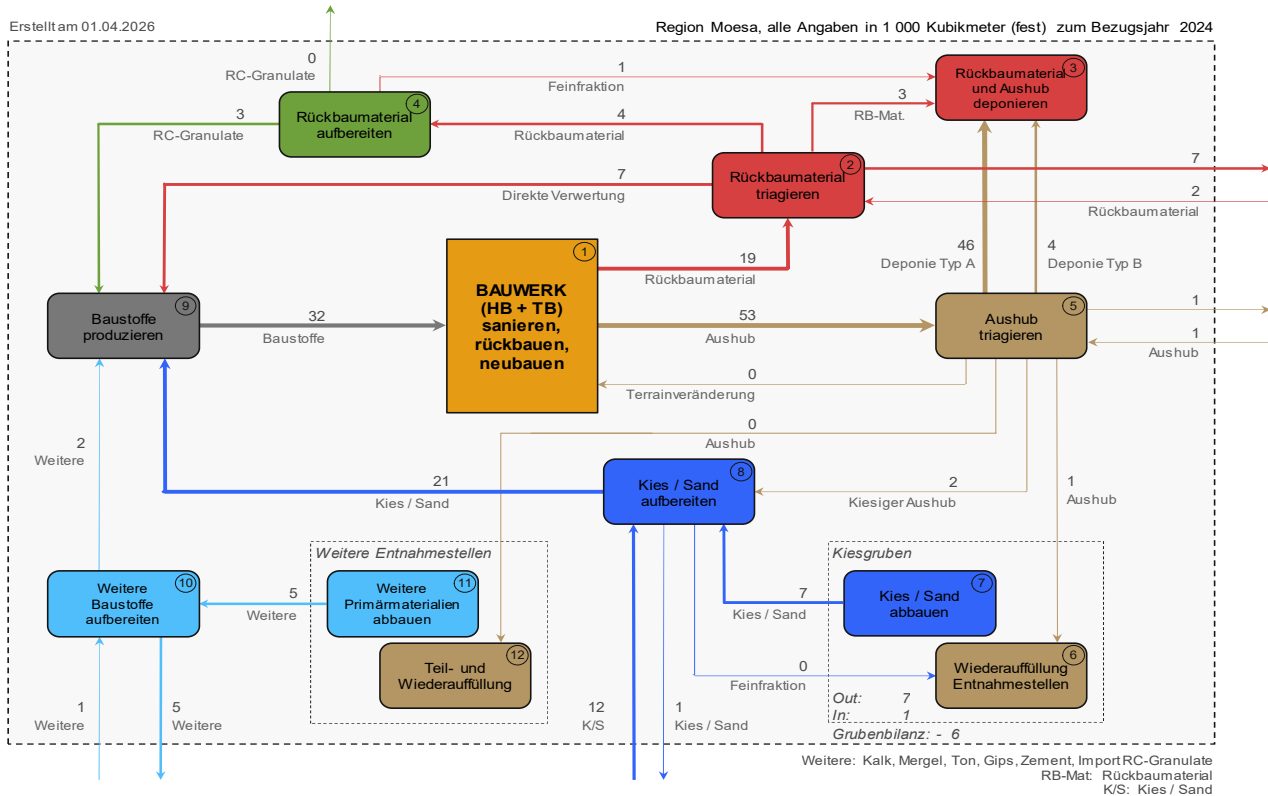 Erstellt am 01.04.2026
Region Moesa, alle Angaben in 1 000 Kubikmeter (fest) zum Bezugsjahr 2024
0
RC-Granulate
1
Feinfraktion
3
Rückbaumaterial
und Aushub
deponieren
4
Rückbaumaterial
aufbereiten
3
RC-Granulate
4
Rückbaumaterial
3
RB-Mat.
2
Rückbaumaterial
triagieren
7
2
Rückbaumaterial
7
Direkte Verwertung
1
BAUWERK
(HB + TB)
sanieren,
rückbauen,
neubauen
19
Rückbaumaterial
46
Deponie Typ A
4
Deponie Typ B
9
Baustoffe
produzieren
32
Baustoffe
53
Aushub
5
Aushub
triagieren
1
1
Aushub
0
Terrainveränderung
0
Aushub
2
Weitere
21
Kies / Sand
8
Kies / Sand
aufbereiten
2
Kiesiger Aushub
1
Aushub
10
Weitere
Baustoffe
aufbereiten
5
Weitere
Weitere Entnahmestellen
11
Weitere
Primärmaterialien
abbauen
12
Teil- und
Wiederauffüllung
7
Kies / Sand
Kiesgruben
7
Kies / Sand
abbauen
6
Wiederauffüllung
Entnahmestellen
0
Feinfraktion
Out: 7
In: 1
Grubenbilanz: - 6
1
Weitere
5
Weitere
12
K/S
1
Kies / Sand
Weitere: Kalk, Mergel, Ton, Gips, Zement, Import RC-Granulate
RB-Mat: Rückbaumaterial
K/S: Kies / Sand